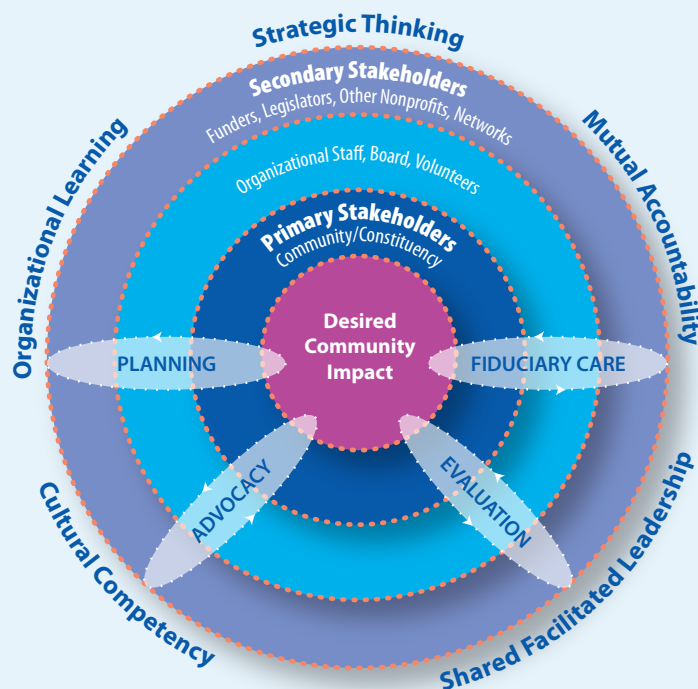 Strategic Thinking
Secondary Stakeholders
Funders, Legislators, Other Nonprofits, Networks
Organizational Staff, Board, Volunteers
Primary Stakeholders
Community/Constituency
Organizational Learning
Mutual Accountability
Desired
Community
Impact
PLANNING
FIDUCIARY CARE
ADVOCACY
EVALUATION
Cultural Competency
Shared Facilitated Leadership